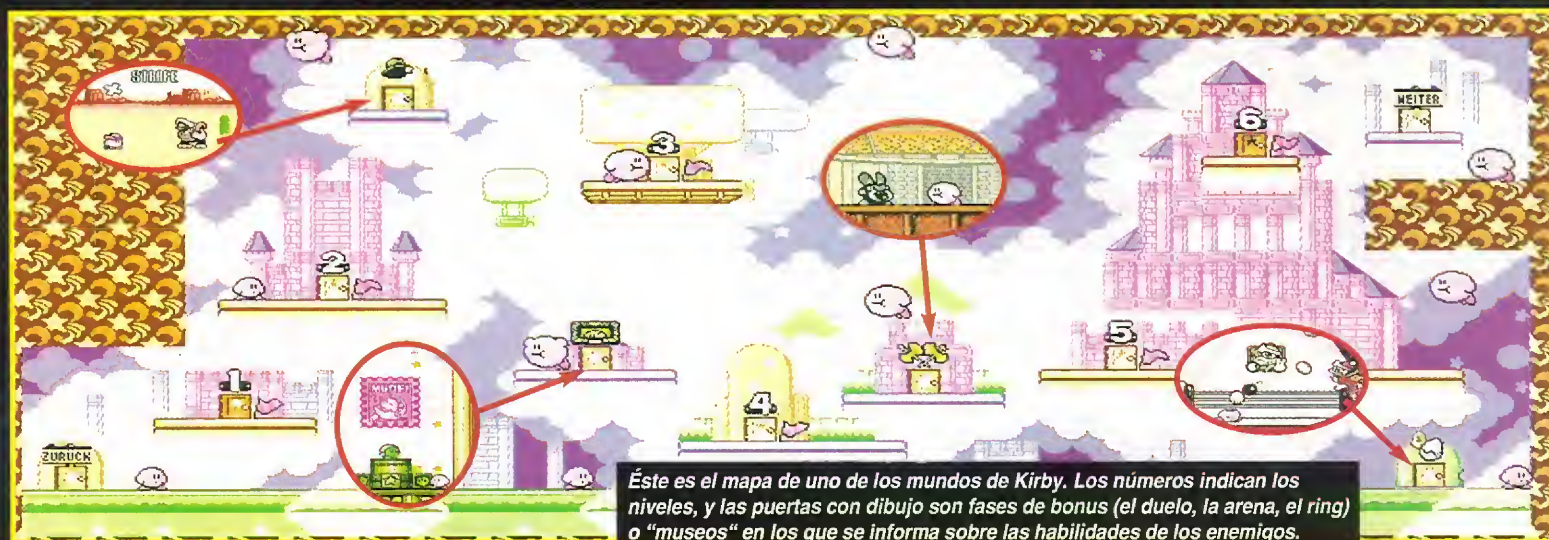 STRAFE
3
6
WEITER
2
5
1
MUSEE
4
ZURUCK
Éste es el mapa de uno de los mundos de Kirby. Los números indican los
niveles, y las puertas con dibujo son fases de bonus (el duelo, la arena, el ring)
o "museos" en los que se informa sobre las habilidades de los enemigos.